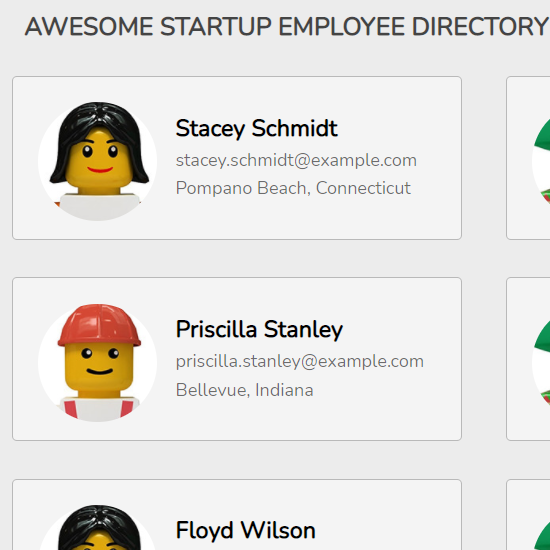 AWESOME STARTUP EMPLOYEE DIRECTORY
Stacey Schmidt
stacey.schmidt@example.com
Pompano Beach, Connecticut
Priscilla Stanley
priscilla.stanley@example.com
Bellevue, Indiana
Floyd Wilson